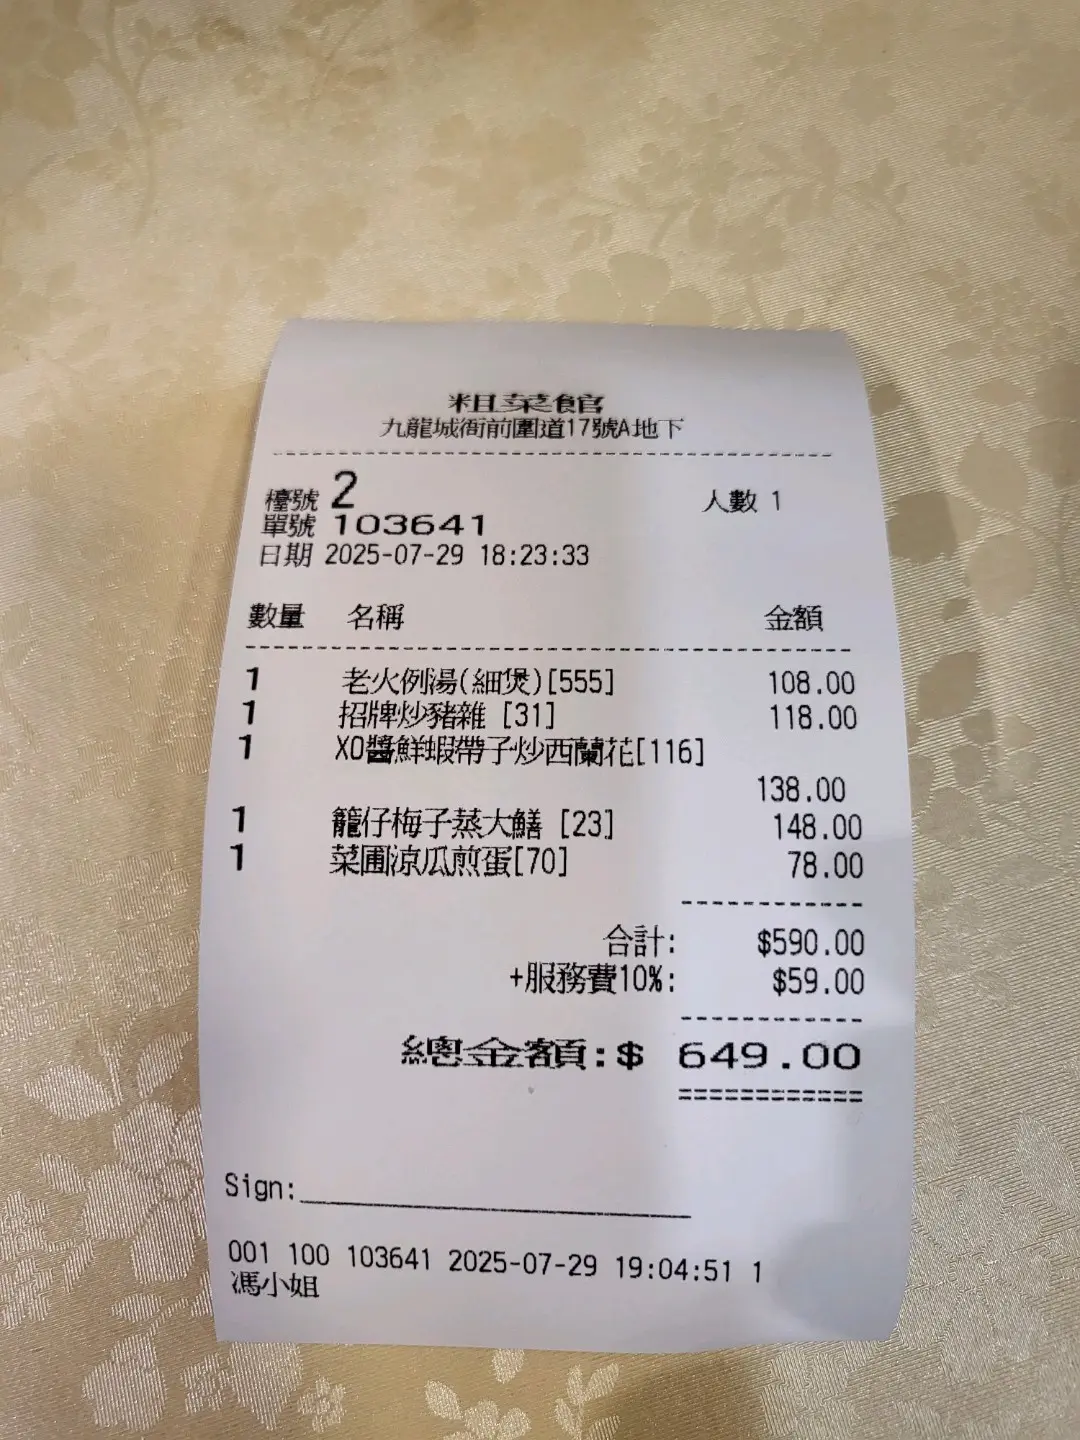 粗菜館
九龍城衙前圍道17號A地下
檯號 2 人數 1
單號 103641
日期 2025-07-29 18:23:33
數量 名稱 金額
1 老火例湯(細煲)[555] 108.00
1 招牌炒豬雜 [31] 118.00
1 XO醬鮮蝦帶子炒西蘭花[116]
138.00
1 籠仔梅子蒸大鱔 [23] 148.00
1 菜圃涼瓜煎蛋[70] 78.00
合計: $590.00
+服務費10%: $59.00
總金額:$ 649.00
Sign:
001 100 103641 2025-07-29 19:04:51 1
馮小姐